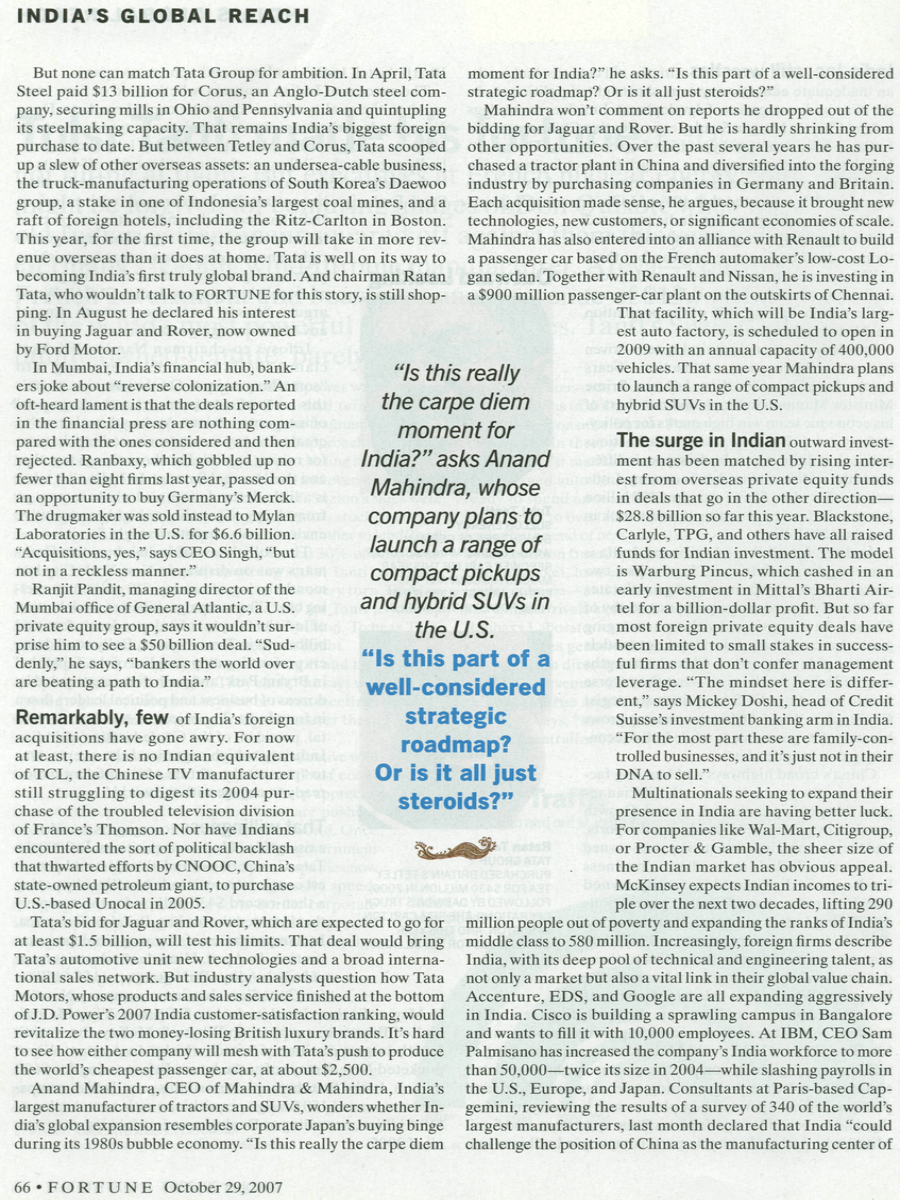 INDIA'S GLOBAL REACH
But none can match Tata Group for ambition. In April, Tata
Steel paid $13 billion for Corus, an Anglo-Dutch steel com-
pany, securing mills in Ohio and Pennsylvania and quintupling
its steelmaking capacity. That remains India's biggest foreign
purchase to date. But between Tetley and Corus, Tata scooped
up a slew of other overseas assets: an undersea-cable business,
the truck-manufacturing operations of South Korea's Daewoo
group, a stake in one of Indonesia's largest coal mines, and a
raft of foreign hotels, including the Ritz-Carlton in Boston.
This year, for the first time, the group will take in more rev-
enue overseas than it does at home. Tata is well on its way to
becoming India's first truly global brand. And chairman Ratan
Tata, who wouldn't talk to FORTUNE for this story, is still shop-
ping. In August he declared his interest
in buying Jaguar and Rover, now owned
by Ford Motor.
In Mumbai, India's financial hub, bank-
ers joke about "reverse colonization." An
oft-heard lament is that the deals reported
in the financial press are nothing com-
pared with the ones considered and then
rejected. Ranbaxy, which gobbled up no
fewer than eight firms last year, passed on
an opportunity to buy Germany's Merck.
The drugmaker was sold instead to Mylan
Laboratories in the U.S. for $6.6 billion.
"Acquisitions, yes," says CEO Singh, "but
not in a reckless manner."
Ranjit Pandit, managing director of the
Mumbai office of General Atlantic, a U.S.
private equity group, says it wouldn't sur-
prise him to see a $50 billion deal. "Sud-
denly," he says, "bankers the world over
are beating a path to India."
Remarkably, few of India's foreign
acquisitions have gone awry. For now
at least, there is no Indian equivalent
of TCL, the Chinese TV manufacturer
still struggling to digest its 2004 pur-
chase of the troubled television division
of France's Thomson. Nor have Indians
encountered the sort of political backlash
that thwarted efforts by CNOOC, China's
state-owned petroleum giant, to purchase
U.S.-based Unocal in 2005.
Tata's bid for Jaguar and Rover, which are expected to go for
at least $1.5 billion, will test his limits. That deal would bring
Tata's automotive unit new technologies and a broad interna-
tional sales network. But industry analysts question how Tata
Motors, whose products and sales service finished at the bottom
of J.D. Power's 2007 India customer-satisfaction ranking, would
revitalize the two money-losing British luxury brands. It's hard
to see how either company will mesh with Tata's push to produce
the world's cheapest passenger car, at about $2,500.
Anand Mahindra, CEO of Mahindra & Mahindra, India's
largest manufacturer of tractors and SUVs, wonders whether In-
dia's global expansion resembles corporate Japan's buying binge
during its 1980s bubble economy. "Is this really the carpe diem
"Is this really
the carpe diem
moment for
India?" asks Anand
Mahindra, whose
company plans to
launch a range of
compact pickups
and hybrid SUVs in
the U.S.
"Is this part of a
well-considered
strategic
roadmap?
Or is it all just
steroids?"
moment for India?" he asks. "Is this part of a well-considered
strategic roadmap? Or is it all just steroids?"
Mahindra won't comment on reports he dropped out of the
bidding for Jaguar and Rover. But he is hardly shrinking from
other opportunities. Over the past several years he has pur-
chased a tractor plant in China and diversified into the forging
industry by purchasing companies in Germany and Britain.
Each acquisition made sense, he argues, because it brought new
technologies, new customers, or significant economies of scale.
Mahindra has also entered into an alliance with Renault to build
a passenger car based on the French automaker's low-cost Lo-
gan sedan. Together with Renault and Nissan, he is investing in
a $900 million passenger-car plant on the outskirts of Chennai.
That facility, which will be India's larg-
est auto factory, is scheduled to open in
2009 with an annual capacity of 400,000
vehicles. That same year Mahindra plans
to launch a range of compact pickups and
hybrid SUVs in the U.S.
The surge in Indian outward invest-
ment has been matched by rising inter-
est from overseas private equity funds
in deals that go in the other direction—
$28.8 billion so far this year. Blackstone,
Carlyle, TPG, and others have all raised
funds for Indian investment. The model
is Warburg Pincus, which cashed in an
early investment in Mittal's Bharti Air-
tel for a billion-dollar profit. But so far
most foreign private equity deals have
been limited to small stakes in success-
ful firms that don't confer management
leverage. "The mindset here is differ-
ent," says Mickey Doshi, head of Credit
Suisse's investment banking arm in India.
"For the most part these are family-con-
trolled businesses, and it's just not in their
DNA to sell."
Multinationals seeking to expand their
presence in India are having better luck.
For companies like Wal-Mart, Citigroup,
or Procter & Gamble, the sheer size of
the Indian market has obvious appeal.
McKinsey expects Indian incomes to tri-
ple over the next two decades, lifting 290
million people out of poverty and expanding the ranks of India's
middle class to 580 million. Increasingly, foreign firms describe
India, with its deep pool of technical and engineering talent, as
not only a market but also a vital link in their global value chain.
Accenture, EDS, and Google are all expanding aggressively
in India. Cisco is building a sprawling campus in Bangalore
and wants to fill it with 10,000 employees. At IBM, CEO Sam
Palmisano has increased the company's India workforce to more
than 50,000—twice its size in 2004—while slashing payrolls in
the U.S., Europe, and Japan. Consultants at Paris-based Cap-
gemini, reviewing the results of a survey of 340 of the world's
largest manufacturers, last month declared that India "could
challenge the position of China as the manufacturing center of
66 • FORTUNE October 29, 2007